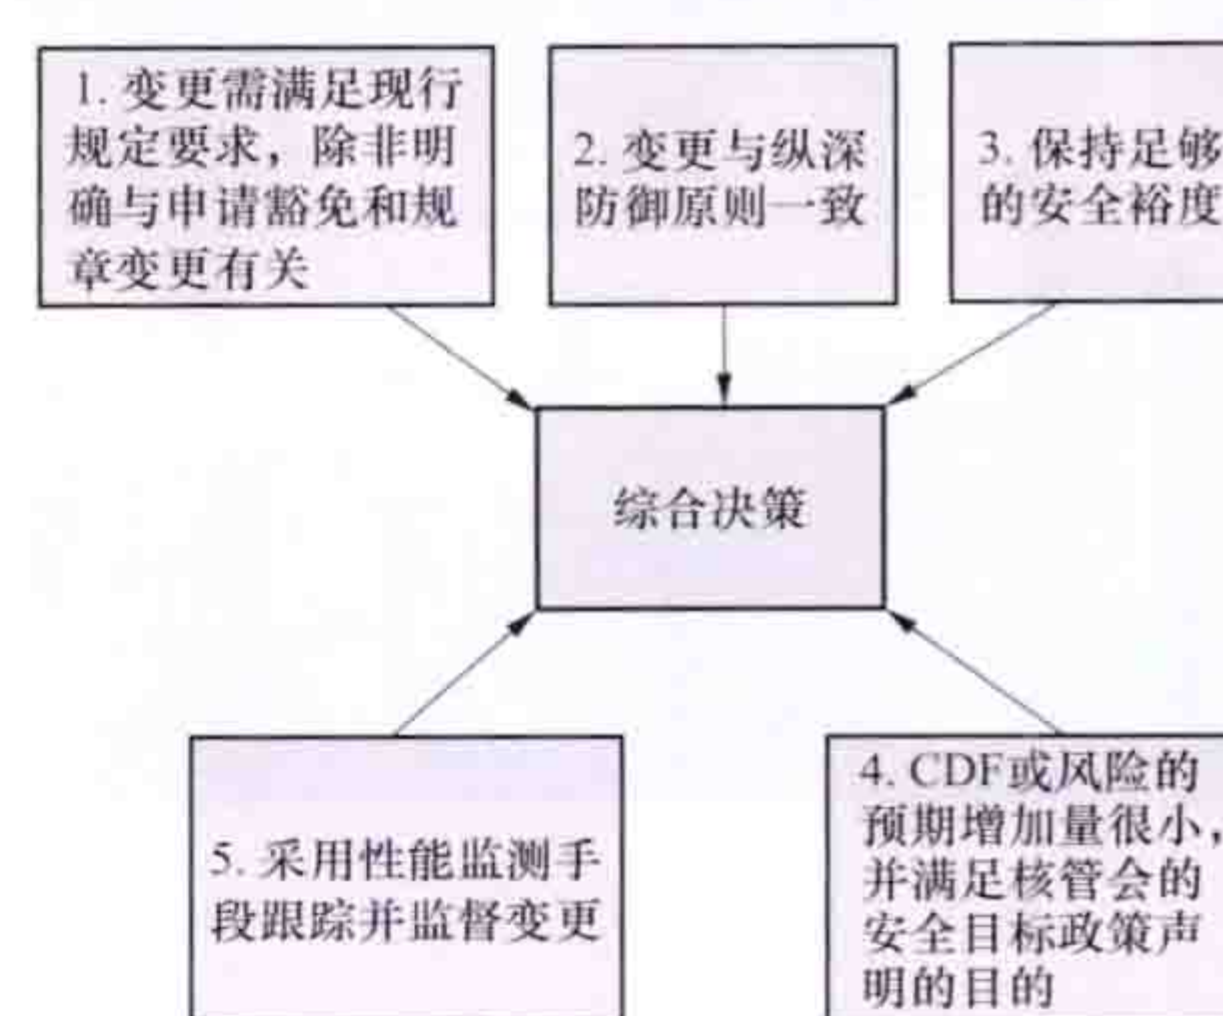 1. 变更需满足现行
规定要求，除非明
确与申请豁免和规
章变更有关
2. 变更与纵深
防御原则一致
3. 保持足够
的安全裕度
综合决策
5. 采用性能监测手
段跟踪并监督变更
4. CDF或风险的
预期增加量很小，
并满足核管会的
安全目标政策声
明的目的